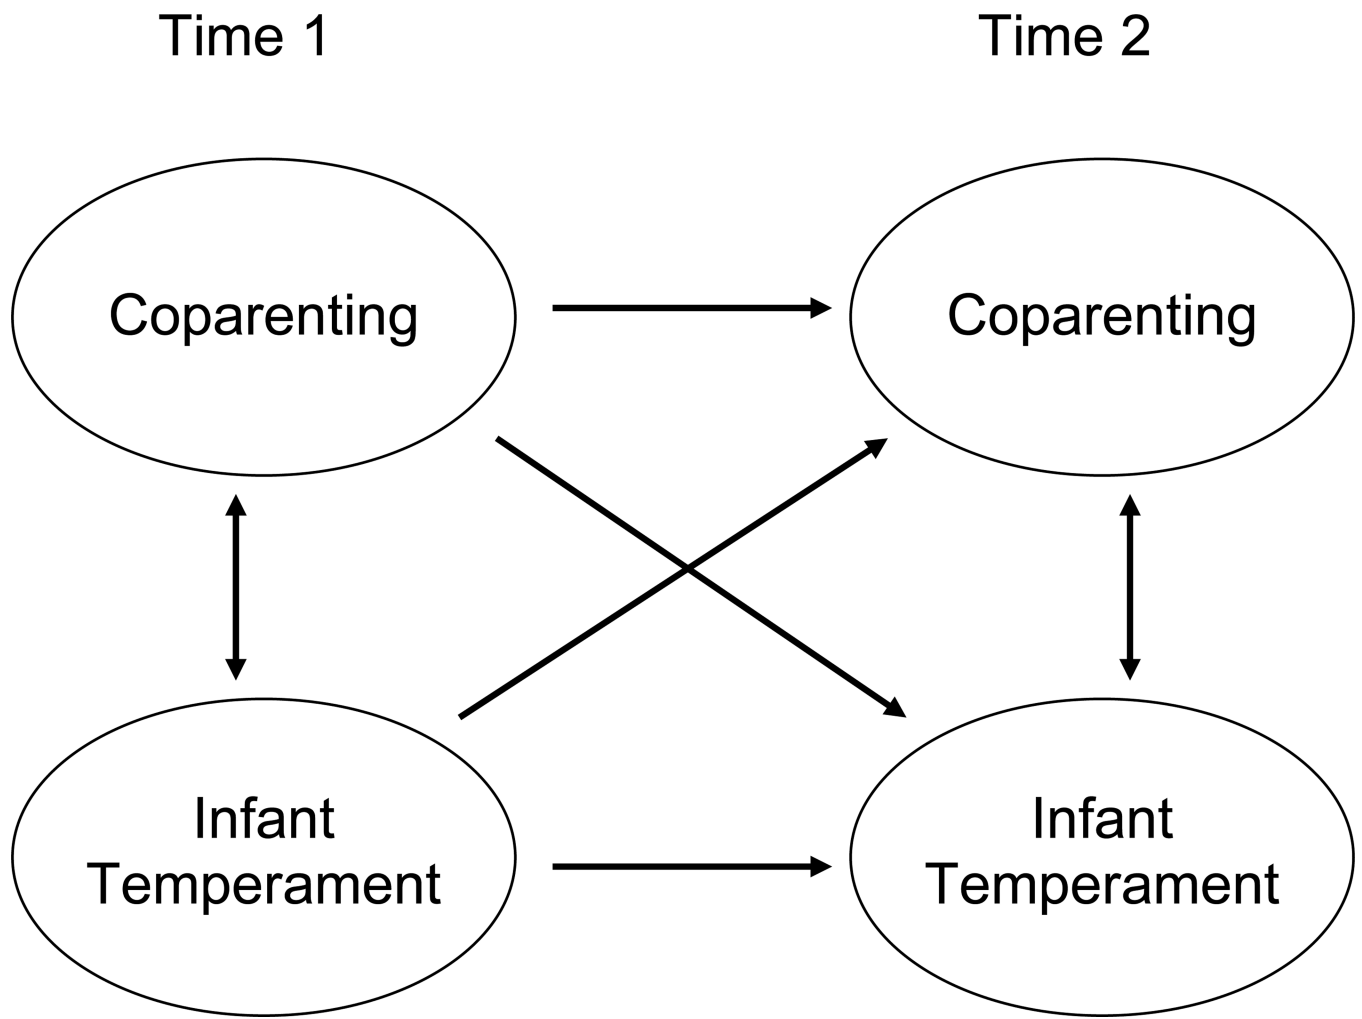 Time 1
Time 2
Coparenting
Coparenting
Infant
Temperament
Infant
Temperament